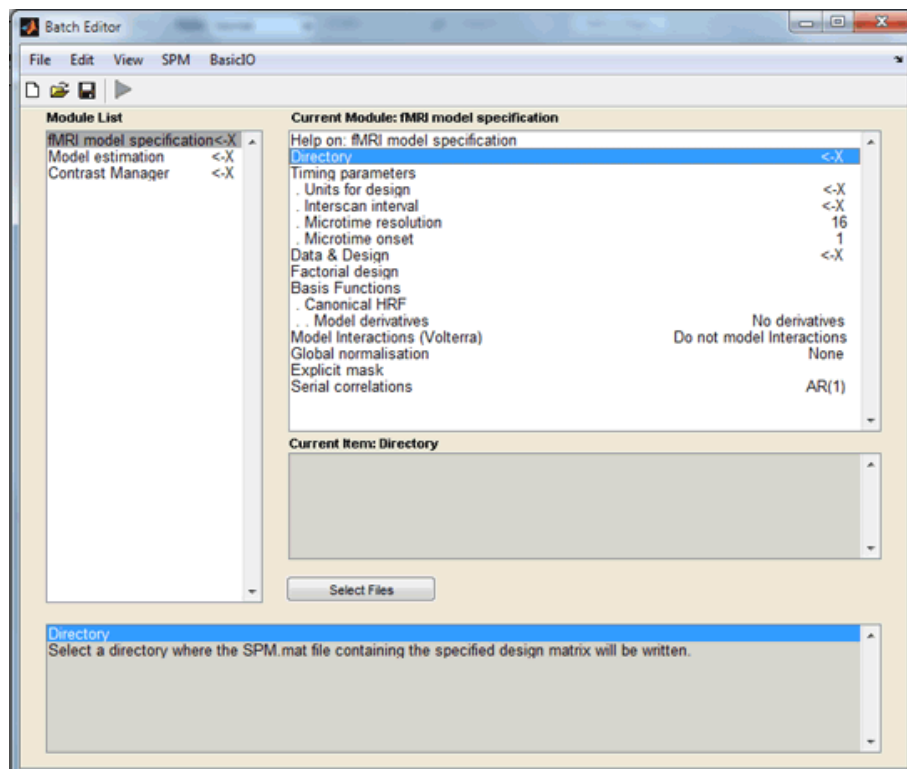 Batch Editor
File Edit View SPM BasicIO
Module List
fMRI model specification<-X
Model estimation <-X
Contrast Manager <-X
Current Module: fMRI model specification
Help on: fMRI model specification
Directory <-X
Timing parameters
. Units for design <-X
. Interscan interval <-X
. Microtime resolution 16
. Microtime onset 1
Data & Design <-X
Factorial design
Basis Functions
. Canonical HRF
. . Model derivatives No derivatives
Model Interactions (Volterra) Do not model Interactions
Global normalisation None
Explicit mask
Serial correlations AR(1)
Current Item: Directory
Select Files
Directory
Select a directory where the SPM.mat file containing the specified design matrix will be written.